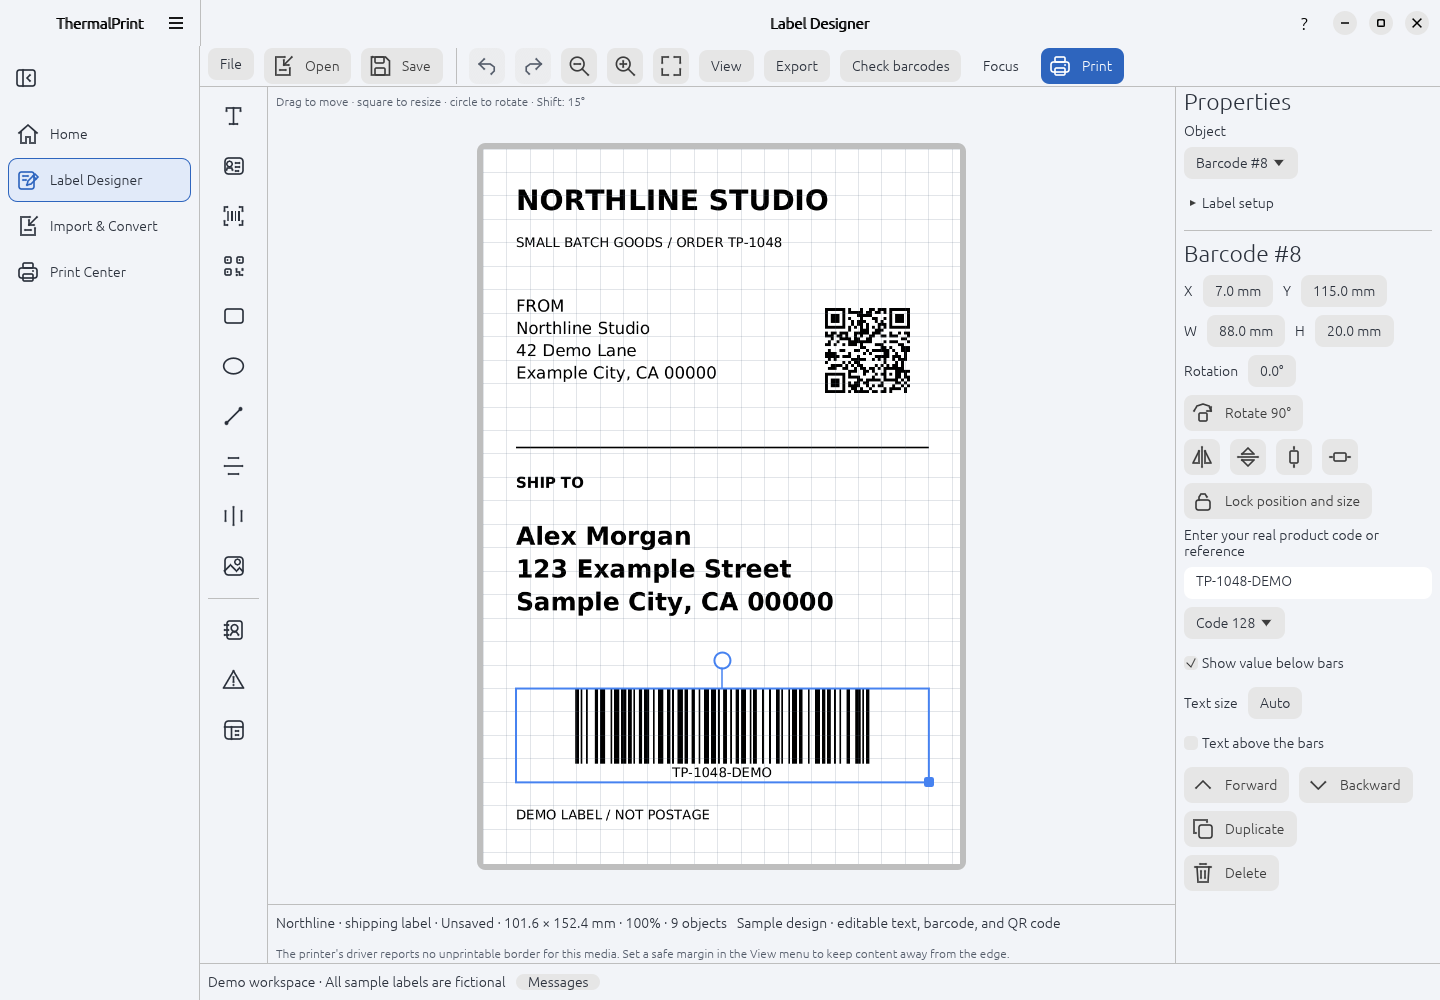 ThermalPrint
Label Designer
?
File
Open
Save
View
Export
Check barcodes
Focus
Print
Home
Label Designer
Import & Convert
Print Center
Drag to move · square to resize · circle to rotate · Shift: 15°
NORTHLINE STUDIO
SMALL BATCH GOODS / ORDER TP-1048
FROM
Northline Studio
42 Demo Lane
Example City, CA 00000
SHIP TO
Alex Morgan
123 Example Street
Sample City, CA 00000
TP-1048-DEMO
DEMO LABEL / NOT POSTAGE
Properties
Object
Barcode #8
Label setup
Barcode #8
X 7.0 mm Y 115.0 mm
W 88.0 mm H 20.0 mm
Rotation 0.0°
Rotate 90°
Lock position and size
Enter your real product code or
reference
TP-1048-DEMO
Code 128
Show value below bars
Text size Auto
Text above the bars
Forward Backward
Duplicate
Delete
Northline · shipping label · Unsaved · 101.6 × 152.4 mm · 100% · 9 objects Sample design · editable text, barcode, and QR code
The printer's driver reports no unprintable border for this media. Set a safe margin in the View menu to keep content away from the edge.
Demo workspace · All sample labels are fictional Messages